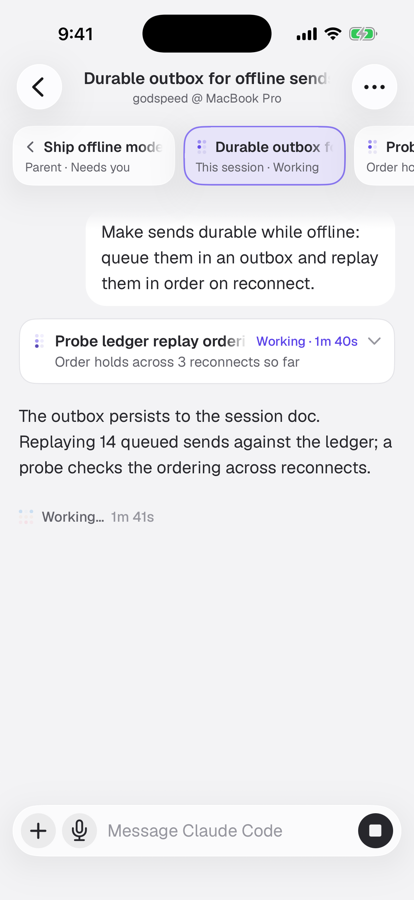 9:41
Durable outbox for offline send
godspeed @ MacBook Pro
Ship offline mode
Parent · Needs you
Durable outbox f
This session · Working
Prob
Order ho
Make sends durable while offline:
queue them in an outbox and replay
them in order on reconnect.
Probe ledger replay orderi
Working · 1m 40s
Order holds across 3 reconnects so far
The outbox persists to the session doc.
Replaying 14 queued sends against the ledger; a
probe checks the ordering across reconnects.
Working... 1m 41s
Message Claude Code